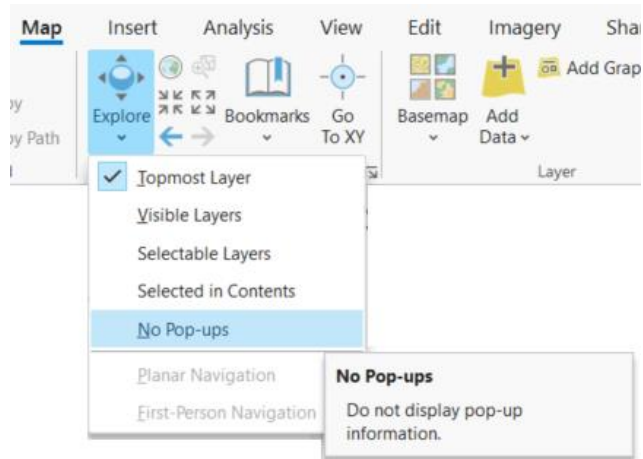 Map Insert Analysis View Edit Imagery
Explore Bookmarks Go To XY Basemap Add Data Add
by Path
Layer
Topmost Layer
Visible Layers
Selectable Layers
Selected in Contents
No Pop-ups
Planar Navigation
First-Person Navigation
No Pop-ups
Do not display pop-up
information.